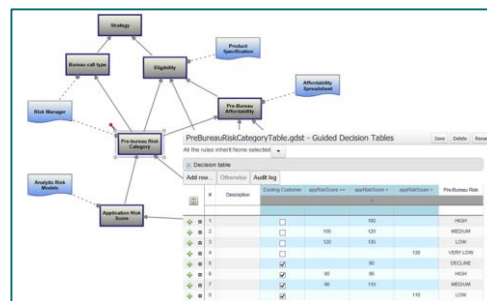 Strategy
Product
Specification
Bureau call type
Eligibility
Affordability
Spreadsheet
Risk Manager
Pre-Bureau
Affordability
Pre-bureau Risk
Category
Analytic Risk
Models
Application Risk
Score
PreBureauRiskCategoryTable.gdst - Guided Decision Tables
Save Delete Rename
All the rules inherit: None selected
Decision table
Add row... Otherwise Audit log
# Description Existing Customer appRiskScore >= appRiskScore < appRiskScore > Pre-Bureau Risk
1 100 HIGH
2 100 120 MEDIUM
3 120 130 LOW
4 130 VERY LOW
5 80 DECLINE
6 80 90 HIGH
7 90 110 MEDIUM
8 110 LOW